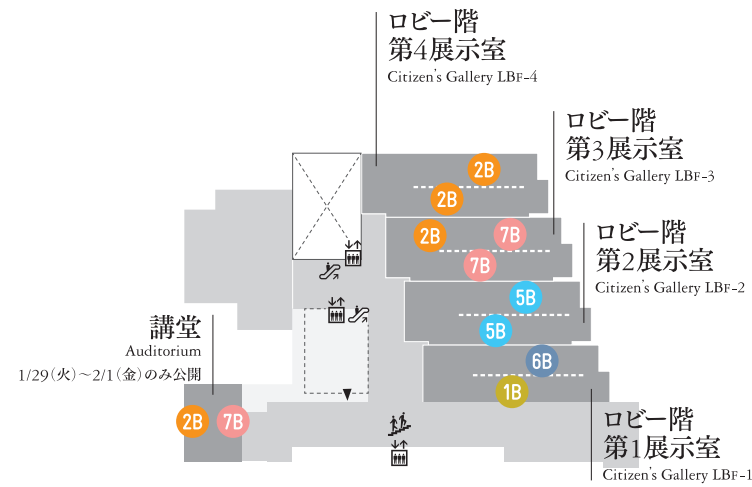 ロビー階
第4展示室
Citizen's Gallery LBF-4
ロビー階
第3展示室
Citizen's Gallery LBF-3
2B
2B
2B
7B
7B
ロビー階
第2展示室
Citizen's Gallery LBF-2
5B
5B
講堂
Auditorium
1/29(火)〜2/1(金)のみ公開
6B
1B
2B
7B
ロビー階
第1展示室
Citizen's Gallery LBF-1